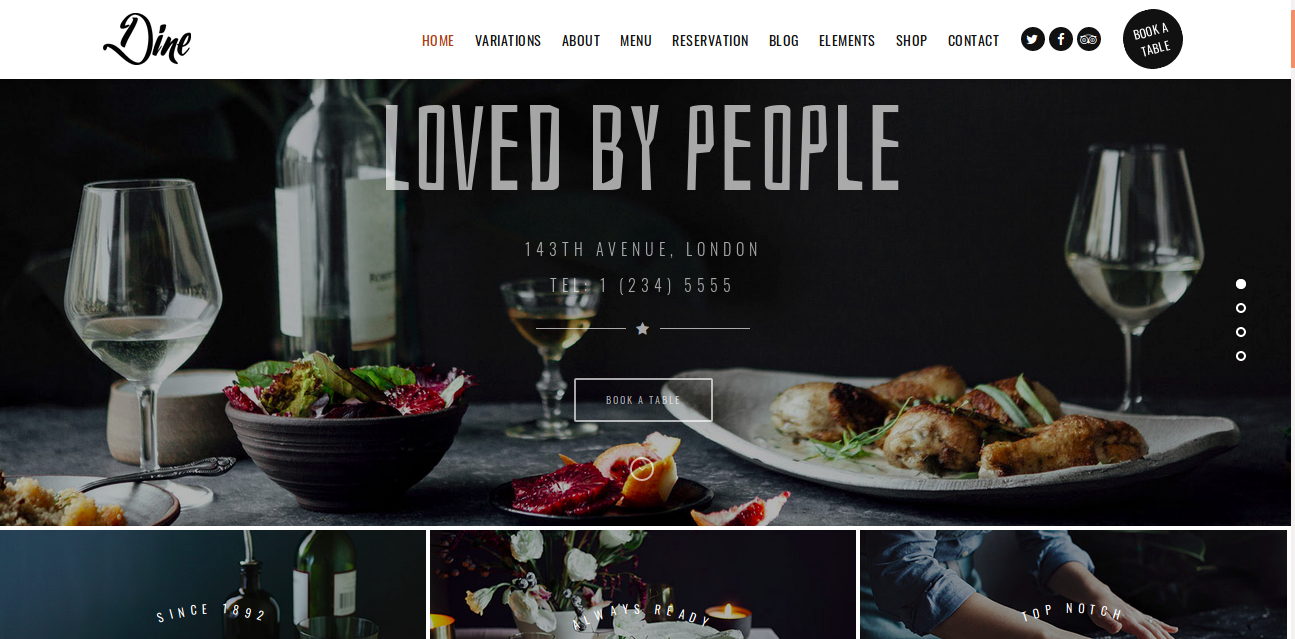 Dine
HOME VARIATIONS ABOUT MENU RESERVATION BLOG ELEMENTS SHOP CONTACT
BOOK A
TABLE
LOVED BY PEOPLE
143TH AVENUE, LONDON
TEL: 1 (234) 5555
BOOK A TABLE
SINCE 1892
ALWAYS READY
TOP NOTCH